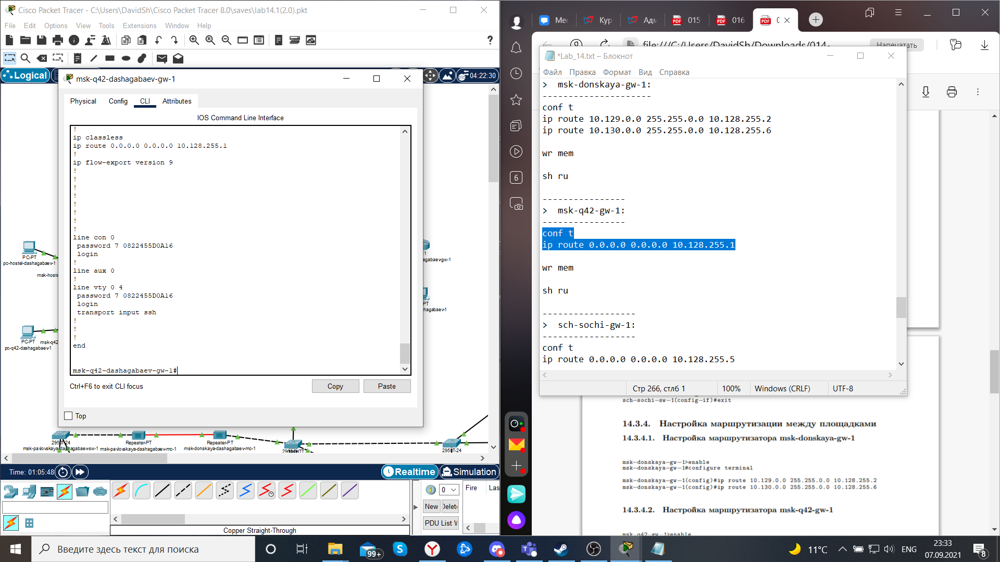 Cisco Packet Tracer - C:\Users\DavidSh\Cisco Packet Tracer 8.0\saves\lab14.1(2.0).pkt
File Edit Options View Tools Extensions Window Help
Logical
04:22:30
msk-q42-dashagabaev-gw-1
Physical Config CLI Attributes
IOS Command Line Interface
!
ip classless
ip route 0.0.0.0 0.0.0.0 10.128.255.1
!
ip flow-export version 9
!
!
!
!
!
!
!
!
line con 0
password 7 0822455D0A16
login
!
line aux 0
!
line vty 0 4
password 7 0822455D0A16
login
transport input ssh
!
!
!
end
msk-q42-dashagabaev-gw-1#
Ctrl+F6 to exit CLI focus
Copy
Paste
Top
PC-PT
pc-hostel-dashagabaev-1
msk-hoste
PC-PT
msk-q42
pc-q42-dashagabaev-1
1
agabaev-gw-1
PT
hagabaev-1
2950T-24
msk-pavlovskaya-dashagabaev-sw-1
Repeater-PT
msk-pavlovskaya-dashagabaev-mc-1
Repeater-PT
msk-donskaya-dashagabaev-mc-1
2950T-24
Time: 01:05:48
Realtime
Simulation
0
New
Delete
PDU List W
Fire
Las
Copper Straight-Through
Мес
Кур
Адм
015
016
0
file:///C:/Users/DavidSh/Downloads/014-
Напечатать
6
*Lab_14.txt – Блокнот
Файл Правка Формат Вид Справка
> msk-donskaya-gw-1:
---------------------
conf t
ip route 10.129.0.0 255.255.0.0 10.128.255.2
ip route 10.130.0.0 255.255.0.0 10.128.255.6
wr mem
sh ru
----------------
> msk-q42-gw-1:
----------------
conf t
ip route 0.0.0.0 0.0.0.0 10.128.255.1
wr mem
sh ru
------------------
> sch-sochi-gw-1:
------------------
conf t
ip route 0.0.0.0 0.0.0.0 10.128.255.5
Стр 266, стлб 1
100%
Windows (CRLF)
UTF-8
sch-sochi-sw-1(config-if)#exit
14.3.4. Настройка маршрутизации между площадками
14.3.4.1. Настройка маршрутизатора msk-donskaya-gw-1
msk-donskaya-gw-1>enable
msk-donskaya-gw-1#configure terminal
msk-donskaya-gw-1(config)#ip route 10.129.0.0 255.255.0.0 10.128.255.2
msk-donskaya-gw-1(config)#ip route 10.130.0.0 255.255.0.0 10.128.255.6
14.3.4.2. Настройка маршрутизатора msk-q42-gw-1
msk-q42-gw-1>enable
Введите здесь текст для поиска
99+
11°C
ENG
23:33
07.09.2021
8